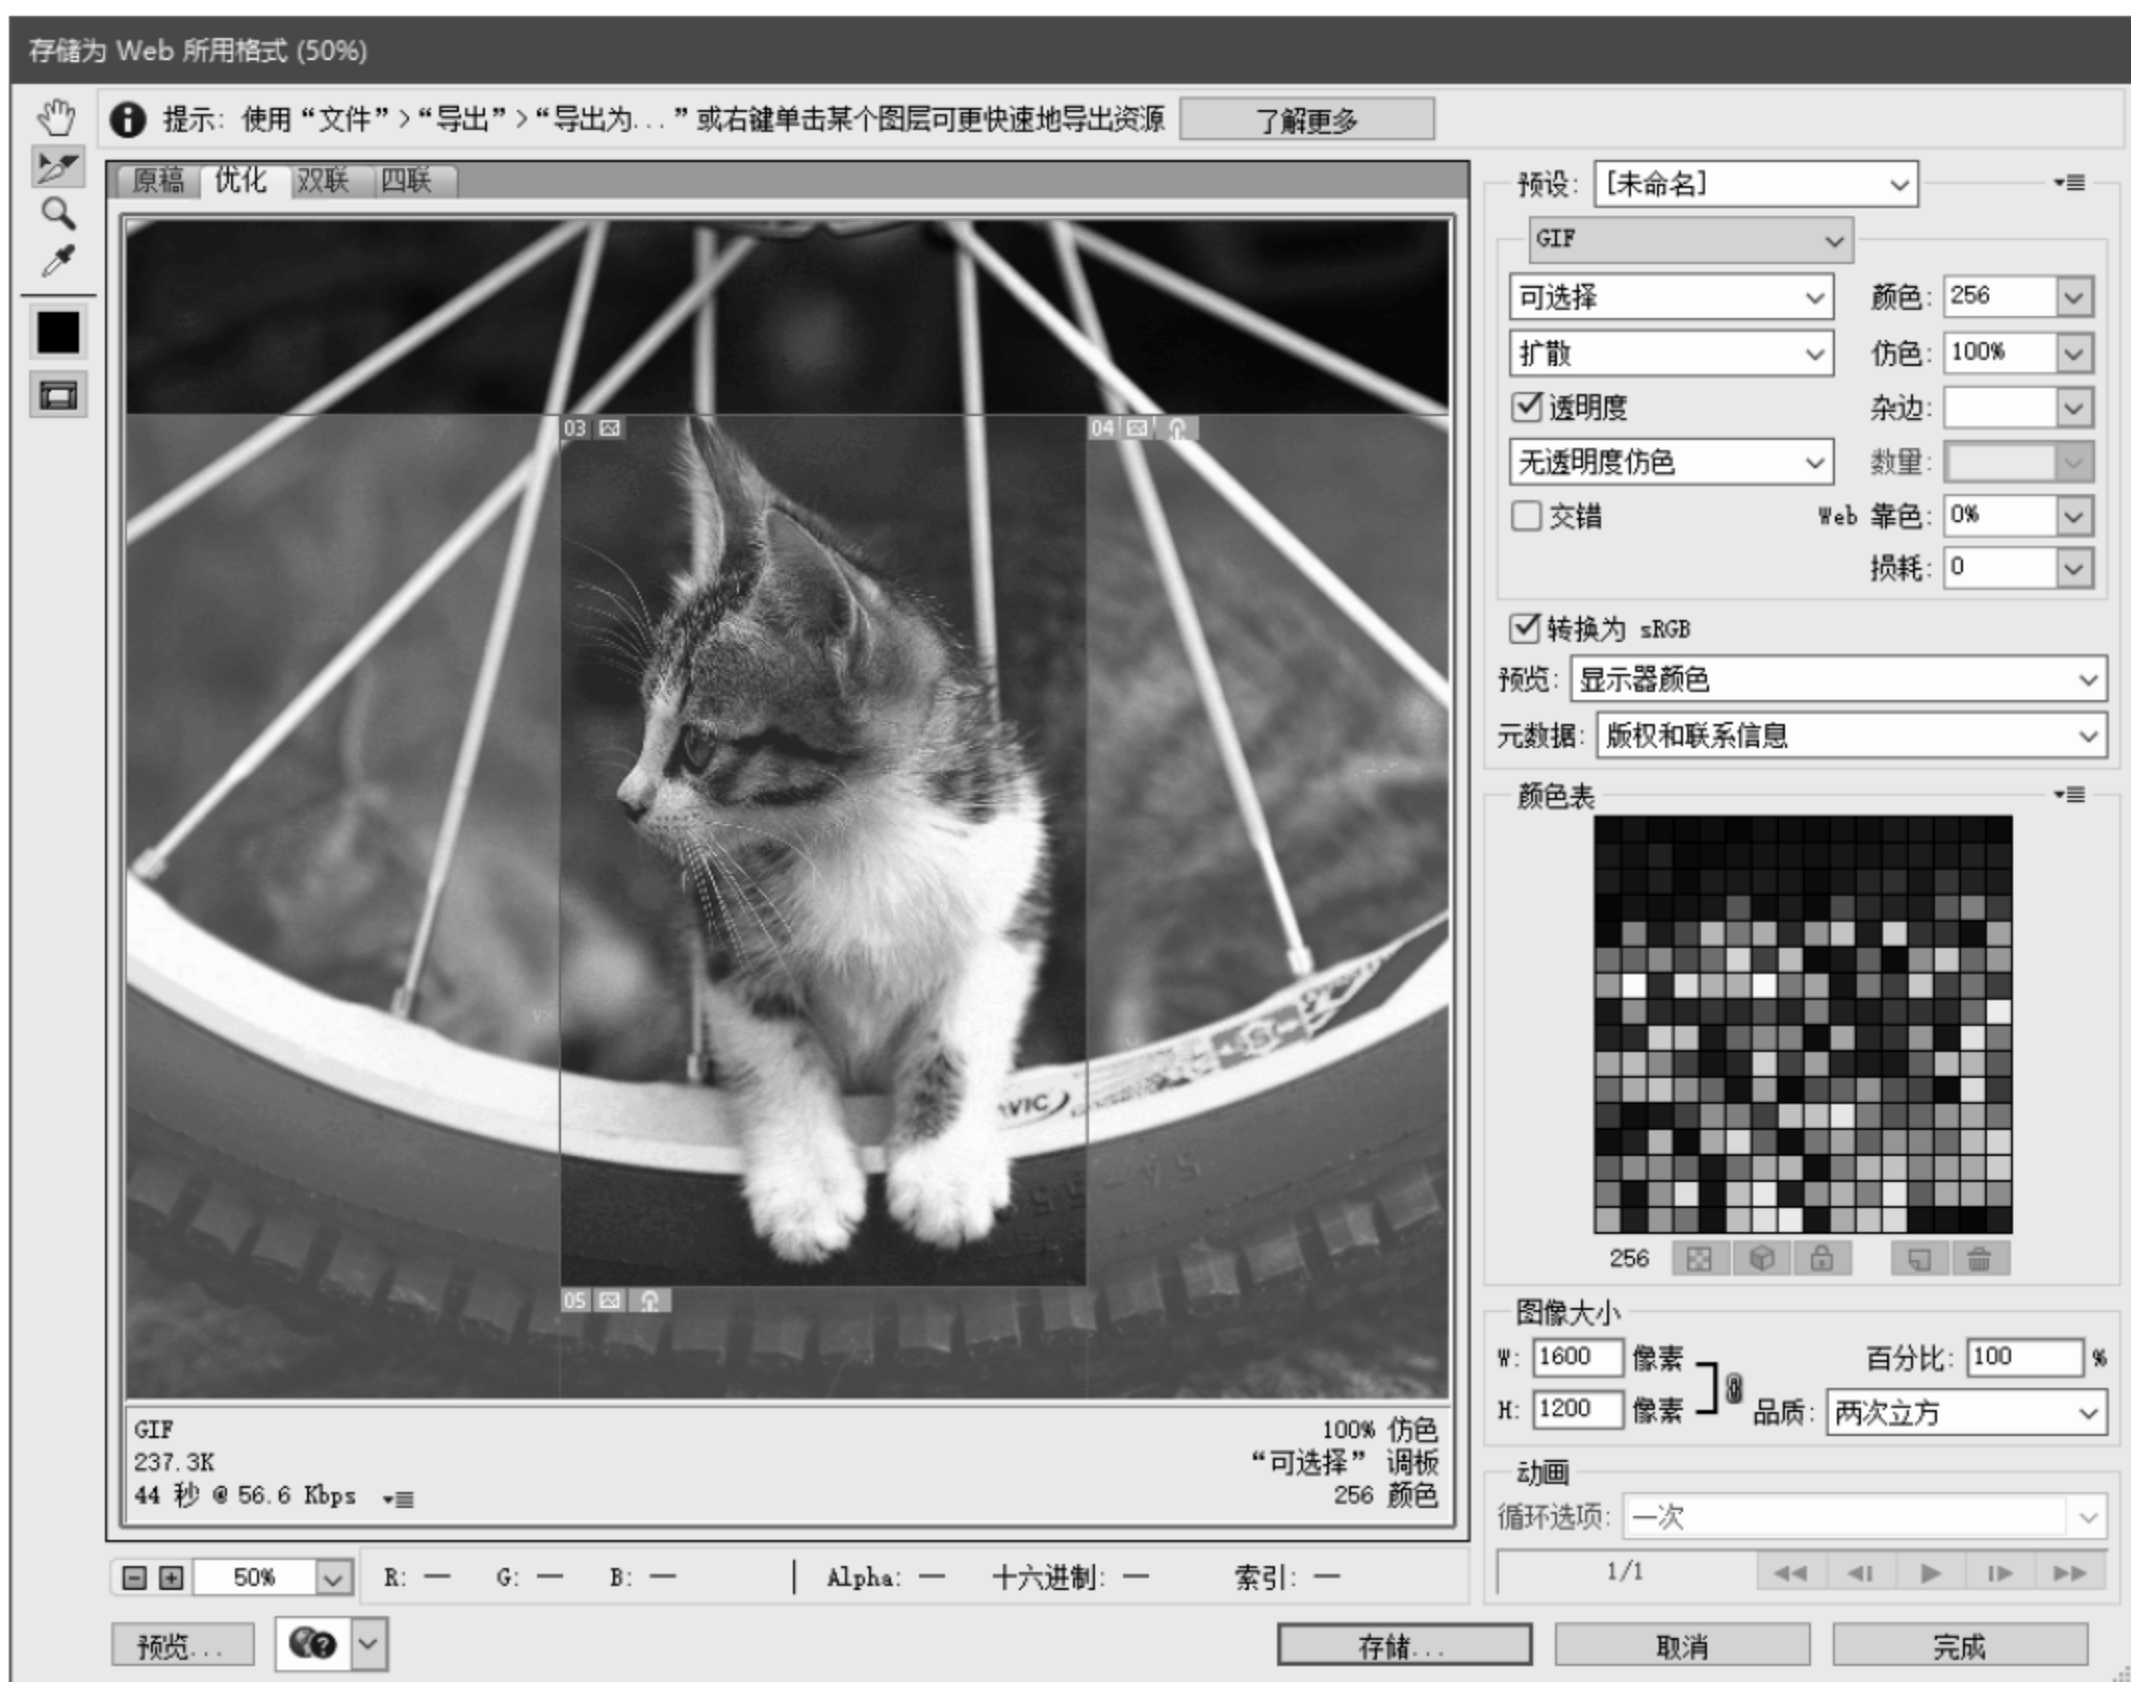 存储为 Web 所用格式 (50%)
提示: 使用“文件”>“导出”>“导出为...”或右键单击某个图层可更快速地导出资源
了解更多
原稿 优化 双联 四联
预设: [未命名]
GIF
可选择 颜色: 256
扩散 仿色: 100%
透明度 杂边:
无透明度仿色 数里:
交错 Web 靠色: 0%
损耗: 0
转换为 sRGB
预览: 显示器颜色
元数据: 版权和联系信息
颜色表
256
图像大小
W: 1600 像素 百分比: 100 %
H: 1200 像素 品质: 两次立方
动画
循环选项: 一次
1/1
03
04
VIC
05
GIF
237.3K
44 秒 @ 56.6 Kbps
100% 仿色
“可选择” 调板
256 颜色
50% R: — G: — B: — Alpha: — 十六进制: — 索引: —
预览...
存储...
取消
完成